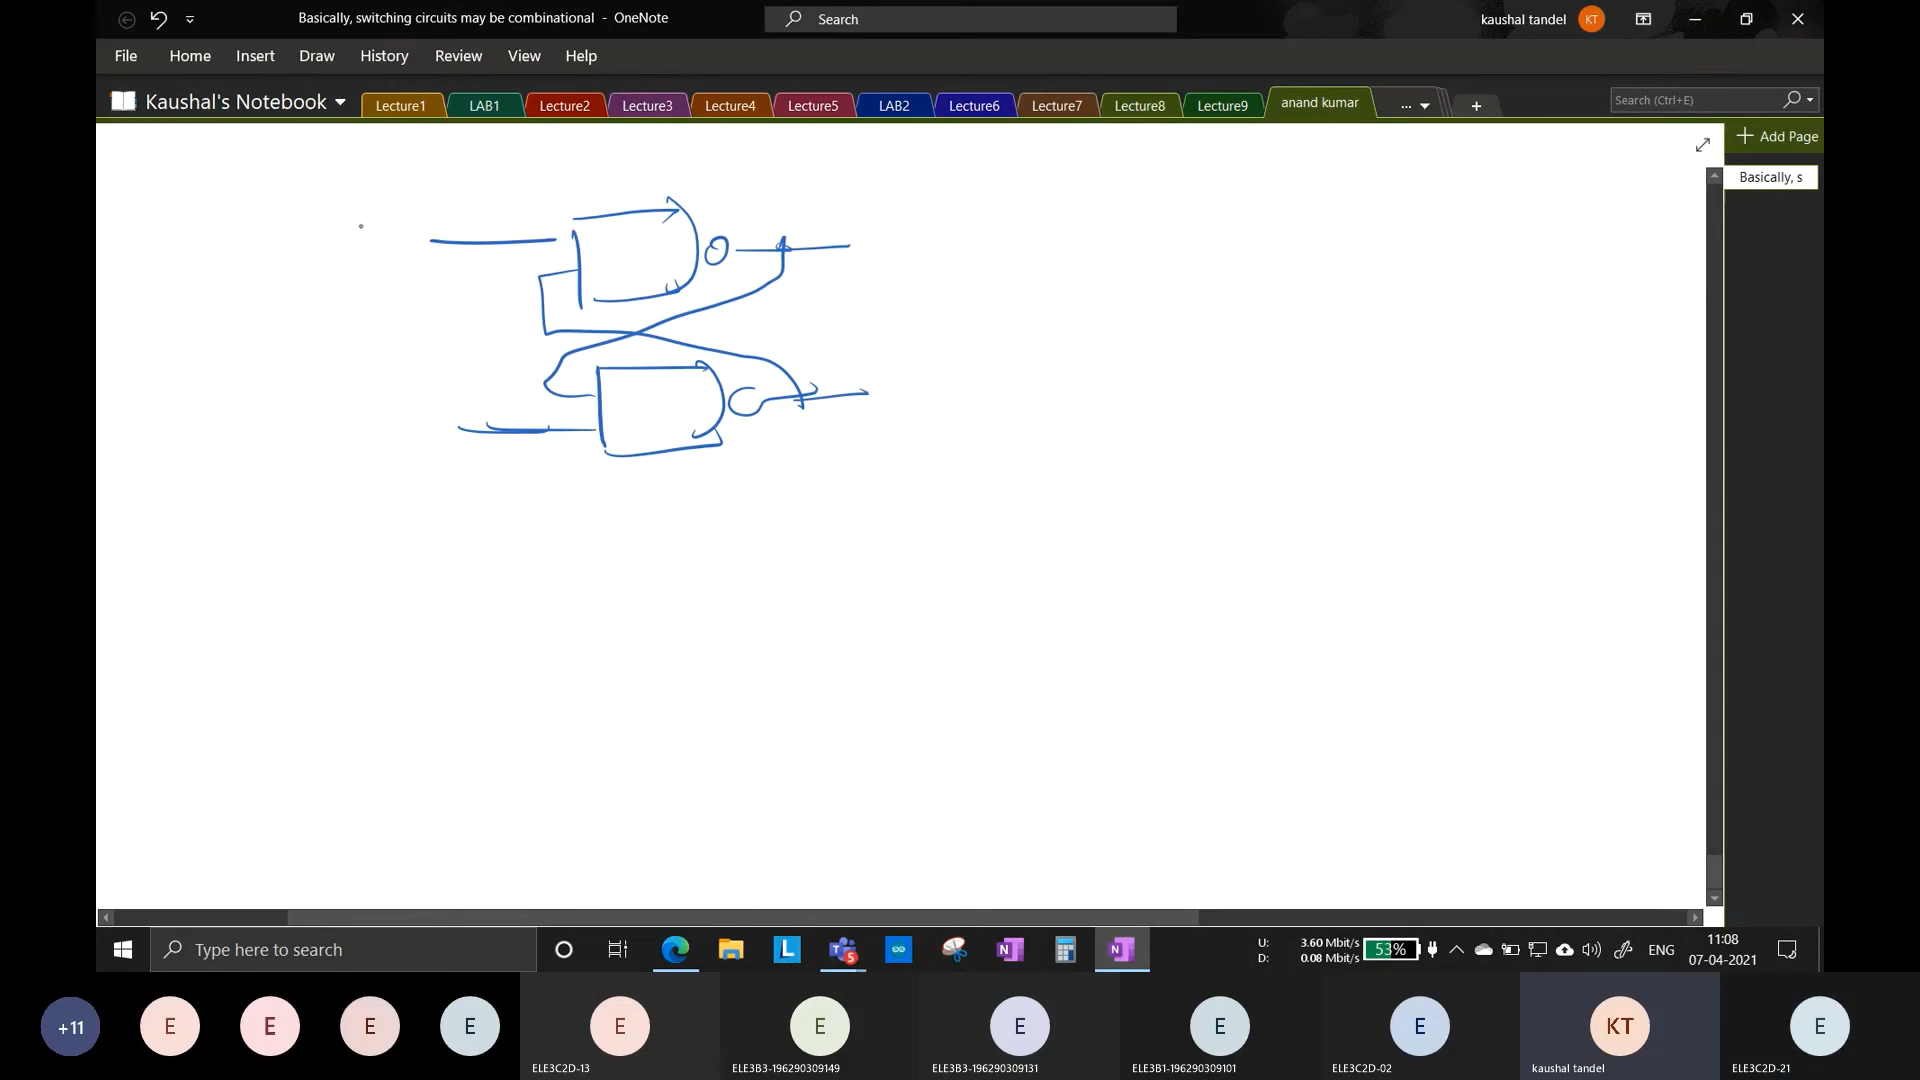 Basically, switching circuits may be combinational - OneNote
Search
kaushal tandel
KT
File Home Insert Draw History Review View Help
Kaushal's Notebook
Lecture1 LAB1 Lecture2 Lecture3 Lecture4 Lecture5 LAB2 Lecture6 Lecture7 Lecture8 Lecture9 anand kumar ... +
Search (Ctrl+E)
Add Page
Basically, s
Type here to search
L
5
U: 3.60 Mbit/s
D: 0.08 Mbit/s
53%
ENG
11:08
07-04-2021
+11 E E E E E E E E E KT E
ELE3C2D-13 ELE3B3-196290309149 ELE3B3-196290309131 ELE3B1-196290309101 ELE3C2D-02 kaushal tandel ELE3C2D-21